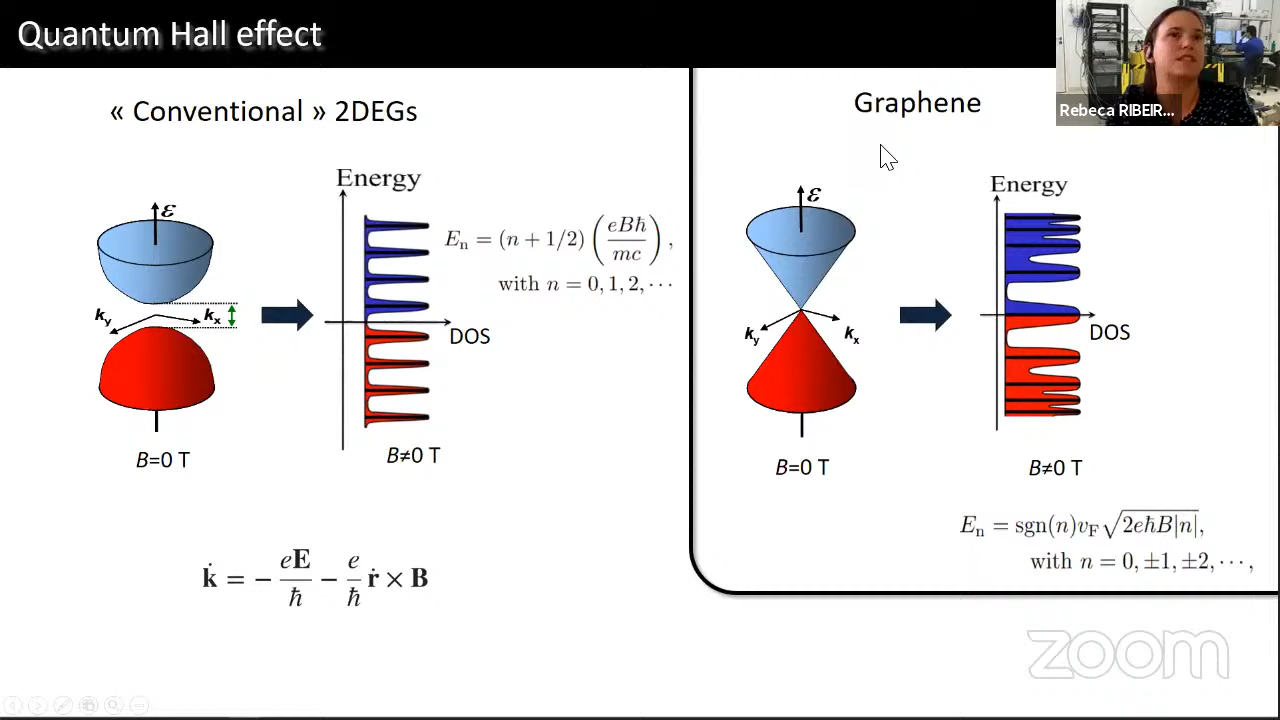 Quantum Hall effect
Rebeca RIBEIR...
« Conventional » 2DEGs
ε
k_y
k_x
B=0 T
Energy
DOS
B≠0 T
E_n = (n + 1/2) (eBħ/mc),
with n = 0, 1, 2, ⋯
k̇ = − eE/ħ − e/ħ ṙ × B
Graphene
ε
k_y
k_x
B=0 T
Energy
DOS
B≠0 T
E_n = sgn(n)v_F√(2eħB|n|),
with n = 0, ±1, ±2, ⋯,
zoom